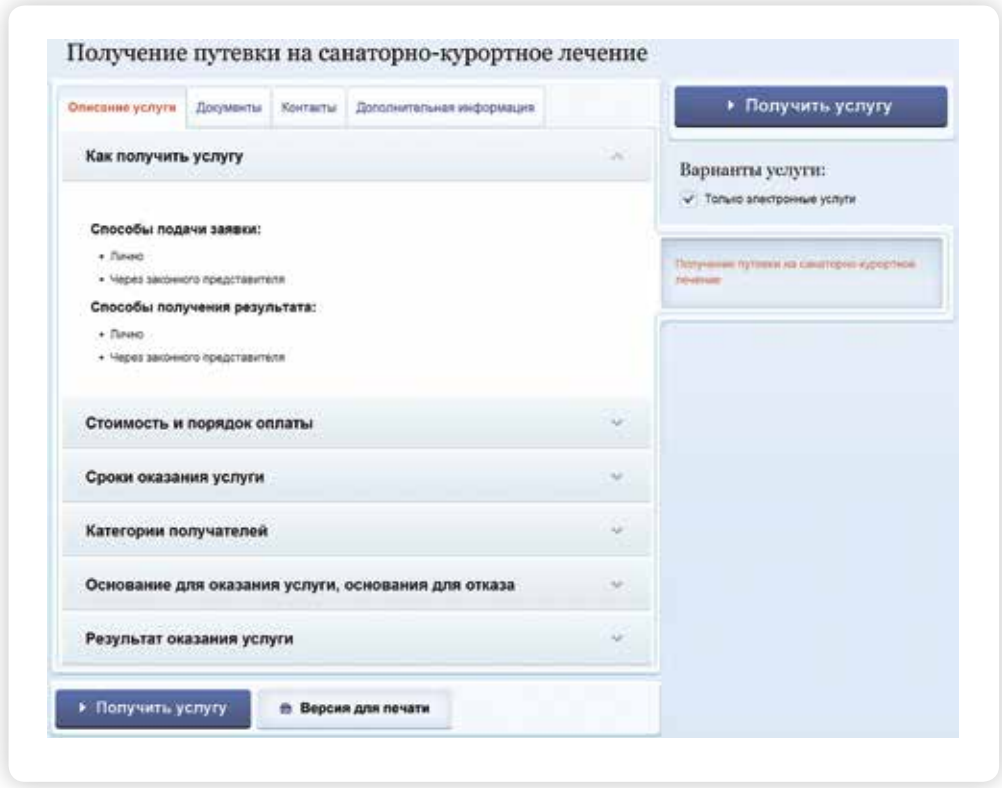 Получение путевки на санаторно-курортное лечение
Описание услуги
Документы
Контакты
Дополнительная информация
Как получить услугу
Способы подачи заявки:
• Лично
• Через законного представителя
Способы получения результата:
• Лично
• Через законного представителя
Стоимость и порядок оплаты
Сроки оказания услуги
Категории получателей
Основание для оказания услуги, основания для отказа
Результат оказания услуги
Получить услугу
Версия для печати
Получить услугу
Варианты услуги:
Только электронные услуги
Получение путевки на санаторно-курортное
лечение